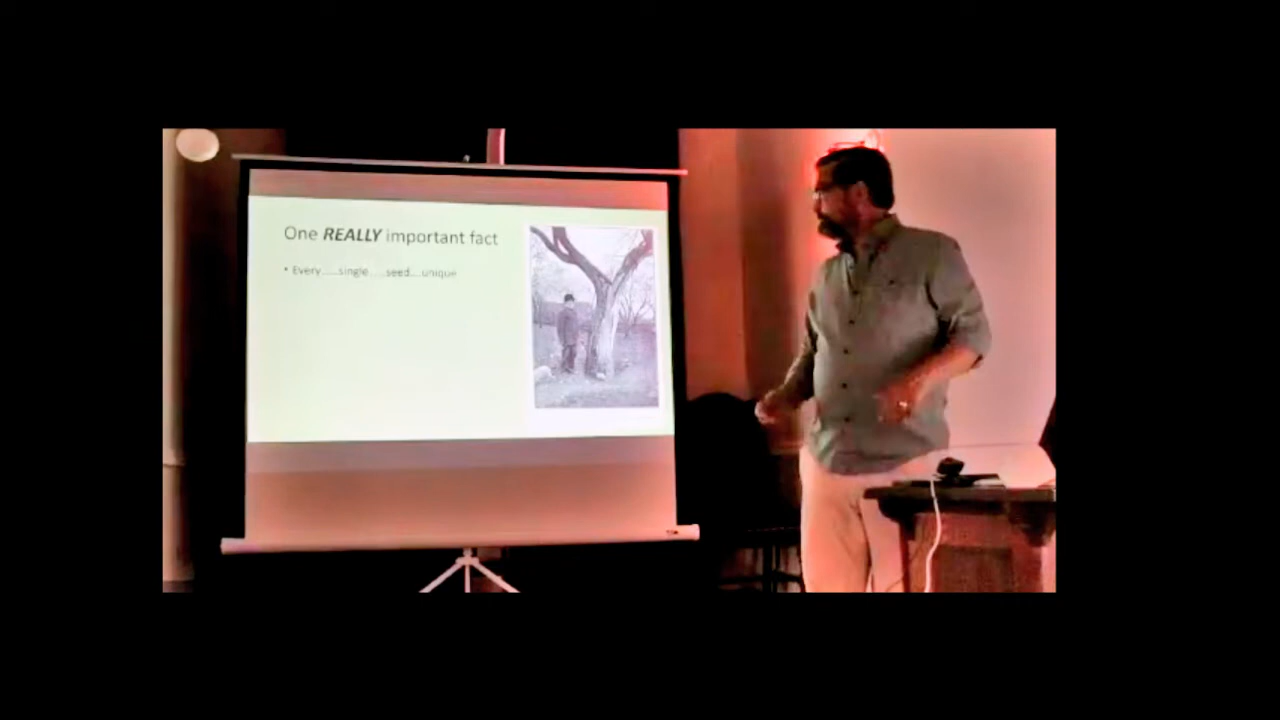 One REALLY important fact
• Every.....single.....seed....unique